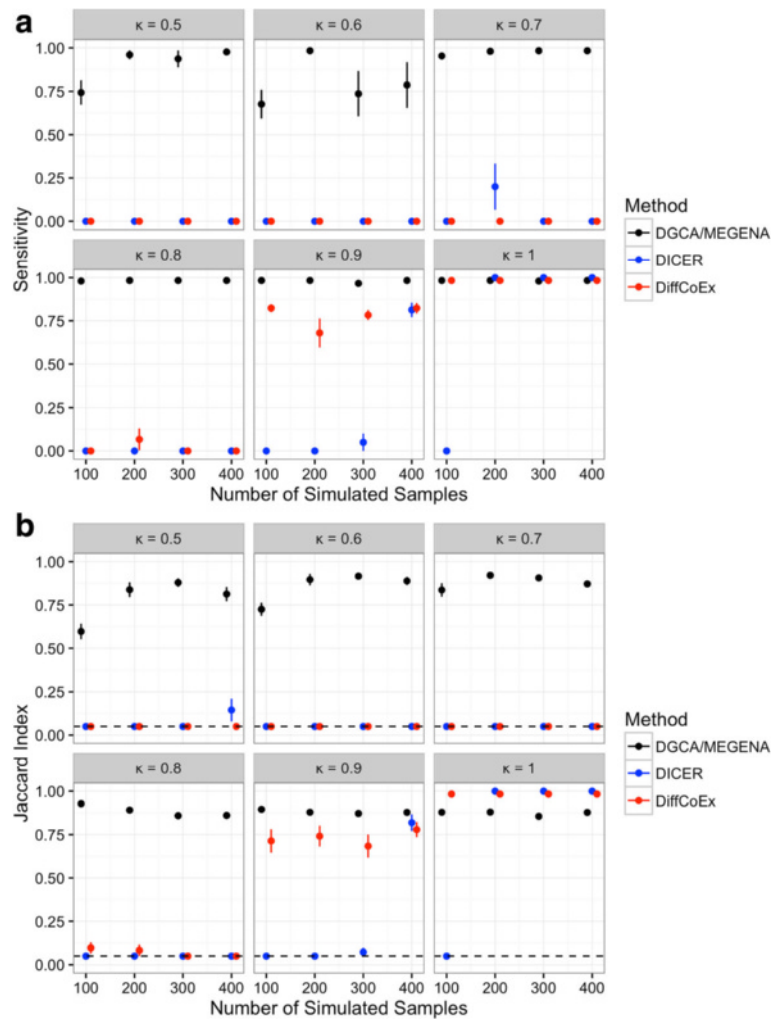 a
κ = 0.5 κ = 0.6 κ = 0.7
1.00
0.75
0.50
0.25
0.00
κ = 0.8 κ = 0.9 κ = 1
1.00
0.75
0.50
0.25
0.00
Sensitivity
100 200 300 400 100 200 300 400 100 200 300 400
Number of Simulated Samples
Method
DGCA/MEGENA
DICER
DiffCoEx
b
κ = 0.5 κ = 0.6 κ = 0.7
1.00
0.75
0.50
0.25
0.00
κ = 0.8 κ = 0.9 κ = 1
1.00
0.75
0.50
0.25
0.00
Jaccard Index
100 200 300 400 100 200 300 400 100 200 300 400
Number of Simulated Samples
Method
DGCA/MEGENA
DICER
DiffCoEx